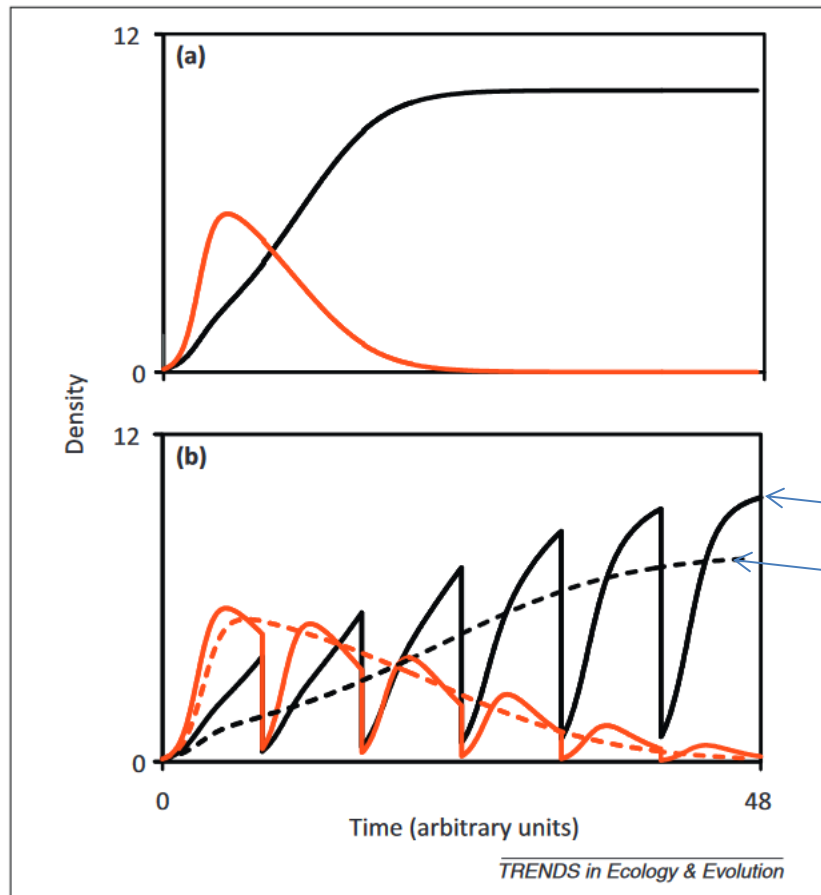 12
(a)
0
Density
12
(b)
0
0
48
Time (arbitrary units)
TRENDS in Ecology & Evolution